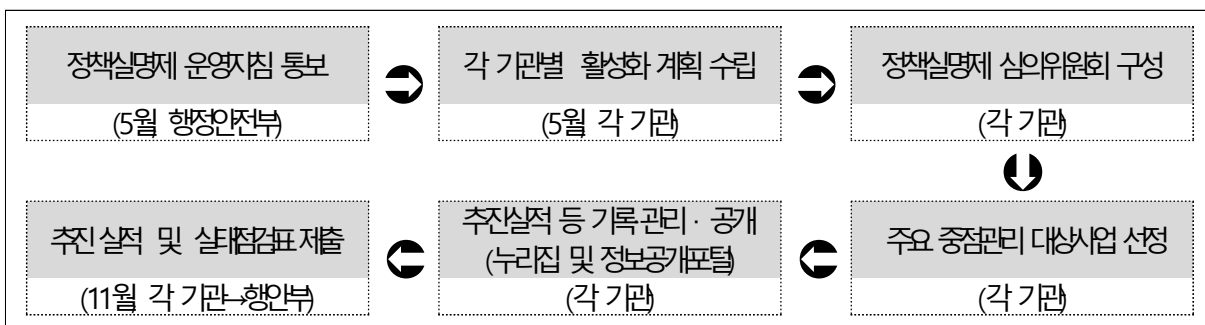 정책실명제 운영지침 통보
(5월, 행정안전부)
각 기관별 활성화 계획 수립
(5월, 각 기관)
정책실명제 심의위원회 구성
(각 기관)
주요 중점관리 대상사업 선정
(각 기관)
추진실적 등 기록관리 · 공개
(누리집 및 정보공개포털)
(각 기관)
추진 실적 및 실태점검표 제출
(11월, 각 기관→행안부)